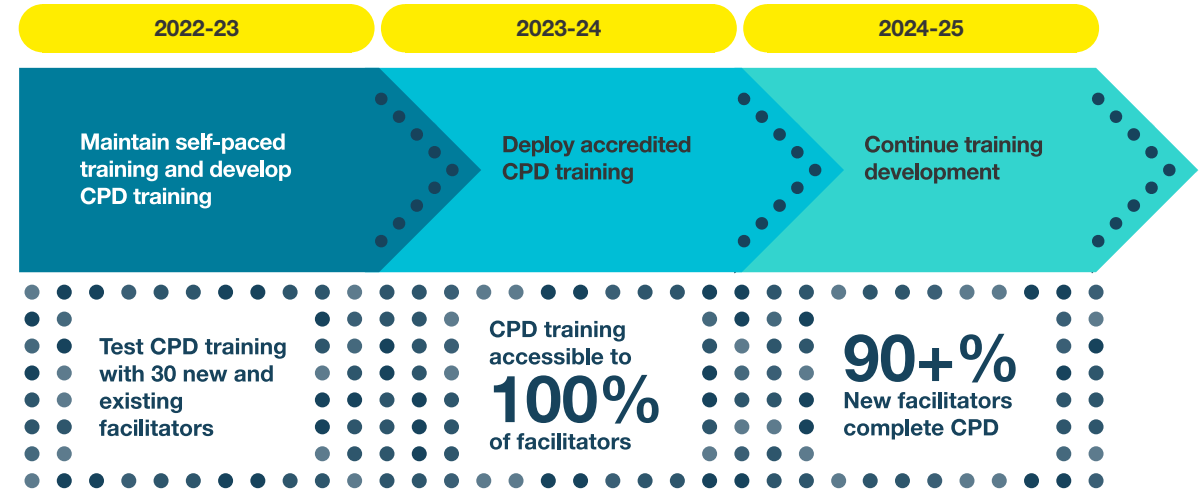 2022-23
2023-24
2024-25
Maintain self-paced
training and develop
CPD training
Deploy accredited
CPD training
Continue training
development
Test CPD training
with 30 new and
existing
facilitators
CPD training
accessible to
100%
of facilitators
90+%
New facilitators
complete CPD